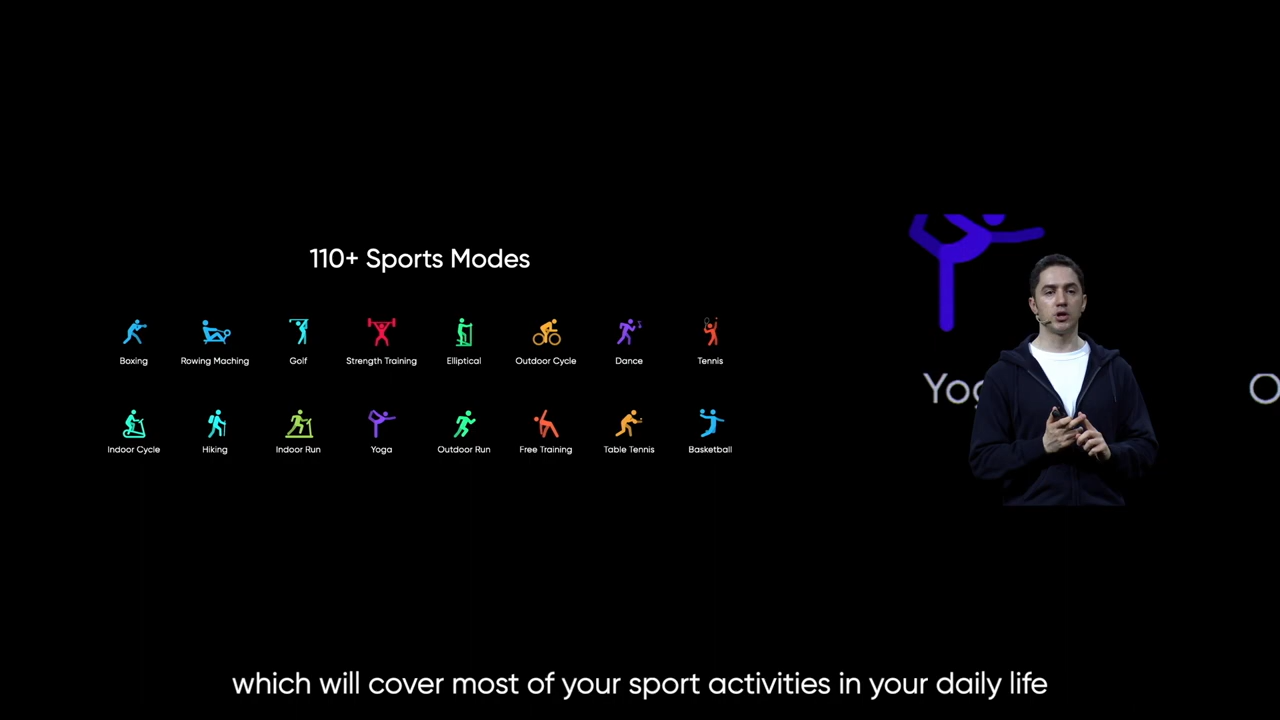 110+ Sports Modes
Boxing Rowing Maching Golf Strength Training Elliptical Outdoor Cycle Dance Tennis
Indoor Cycle Hiking Indoor Run Yoga Outdoor Run Free Training Table Tennis Basketball
Yog
O
which will cover most of your sport activities in your daily life